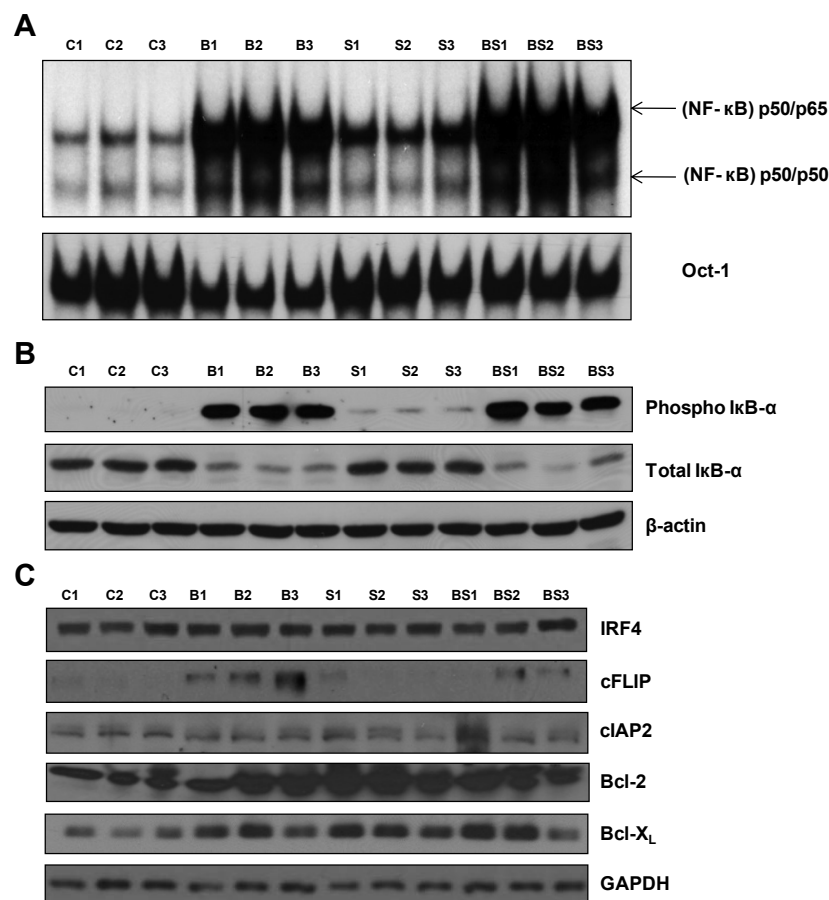 A
C1 C2 C3 B1 B2 B3 S1 S2 S3 BS1 BS2 BS3
(NF-κB) p50/p65
(NF-κB) p50/p50
Oct-1
B
C1 C2 C3 B1 B2 B3 S1 S2 S3 BS1 BS2 BS3
Phospho IκB-α
Total IκB-α
β-actin
C
C1 C2 C3 B1 B2 B3 S1 S2 S3 BS1 BS2 BS3
IRF4
cFLIP
cIAP2
Bcl-2
Bcl-XL
GAPDH